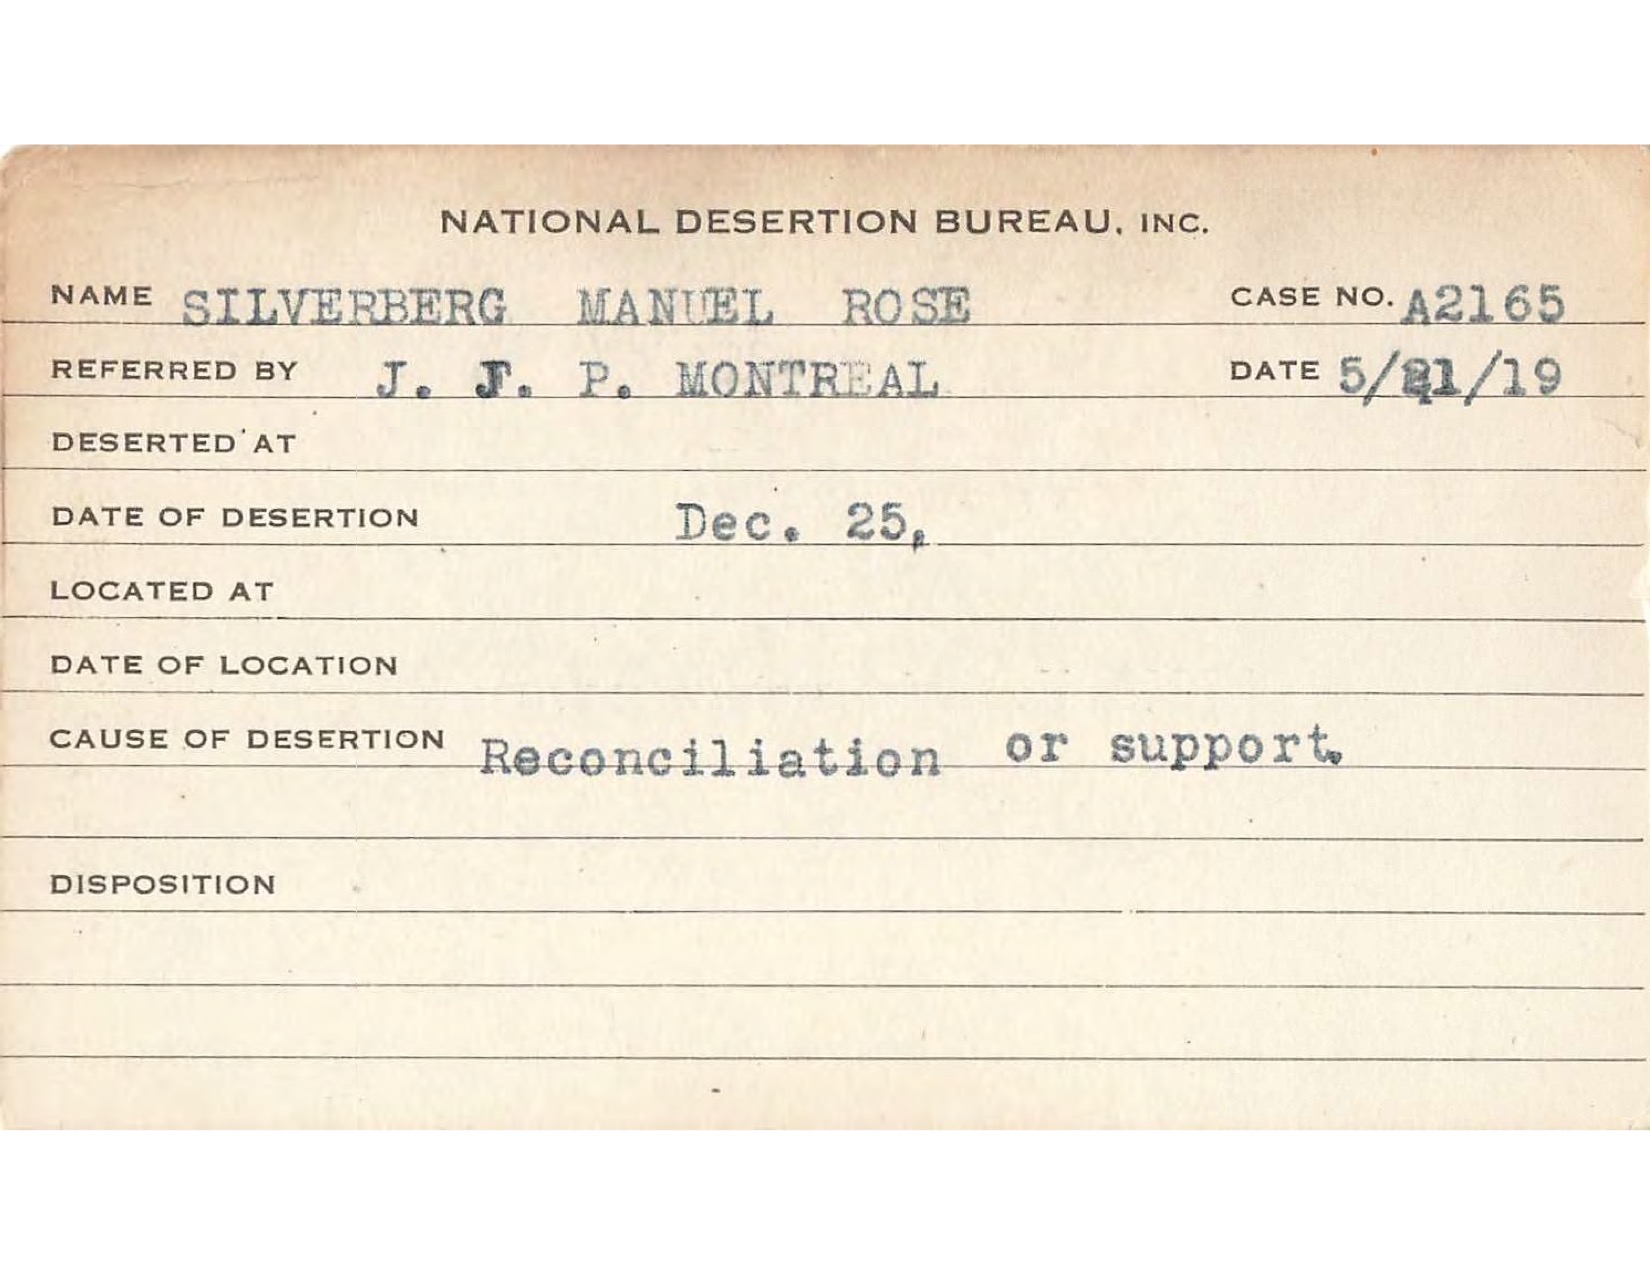 NATIONAL DESERTION BUREAU, INC.
NAME SILVERBERG MANUEL ROSE CASE NO. A2165
REFERRED BY J. F. P. MONTREAL DATE 5/21/19
DESERTED AT
DATE OF DESERTION Dec. 25,
LOCATED AT
DATE OF LOCATION
CAUSE OF DESERTION Reconciliation or support.
DISPOSITION